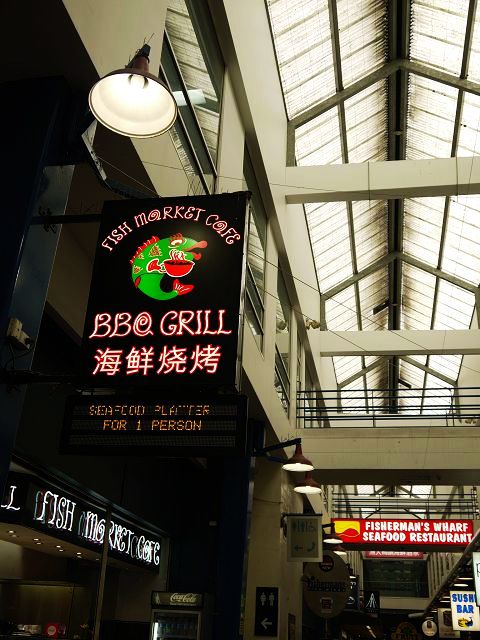 FISH MARKET CAFE
BBQ GRILL
海鲜烧烤
SEAFOOD PLATTER
FOR 1 PERSON
FISH MARKET CAFE
FISHERMAN'S WHARF
SEAFOOD RESTAURANT
SUSHI
BAR
Coca-Cola